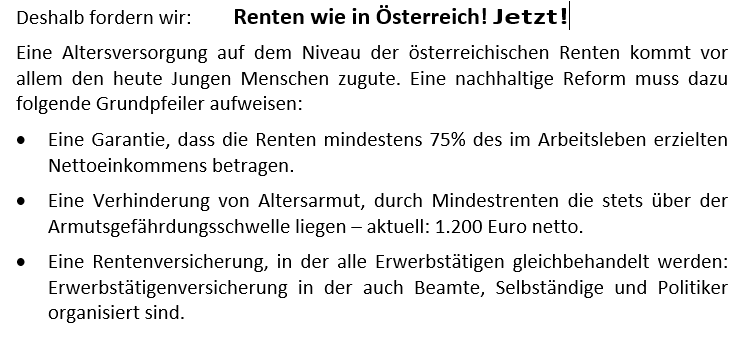 Deshalb fordern wir: Renten wie in Österreich! Jetzt!
Eine Altersversorgung auf dem Niveau der österreichischen Renten kommt vor
allem den heute Jungen Menschen zugute. Eine nachhaltige Reform muss dazu
folgende Grundpfeiler aufweisen:
• Eine Garantie, dass die Renten mindestens 75% des im Arbeitsleben erzielten
Nettoeinkommens betragen.
• Eine Verhinderung von Altersarmut, durch Mindestrenten die stets über der
Armutsgefährdungsschwelle liegen – aktuell: 1.200 Euro netto.
• Eine Rentenversicherung, in der alle Erwerbstätigen gleichbehandelt werden:
Erwerbstätigenversicherung in der auch Beamte, Selbständige und Politiker
organisiert sind.